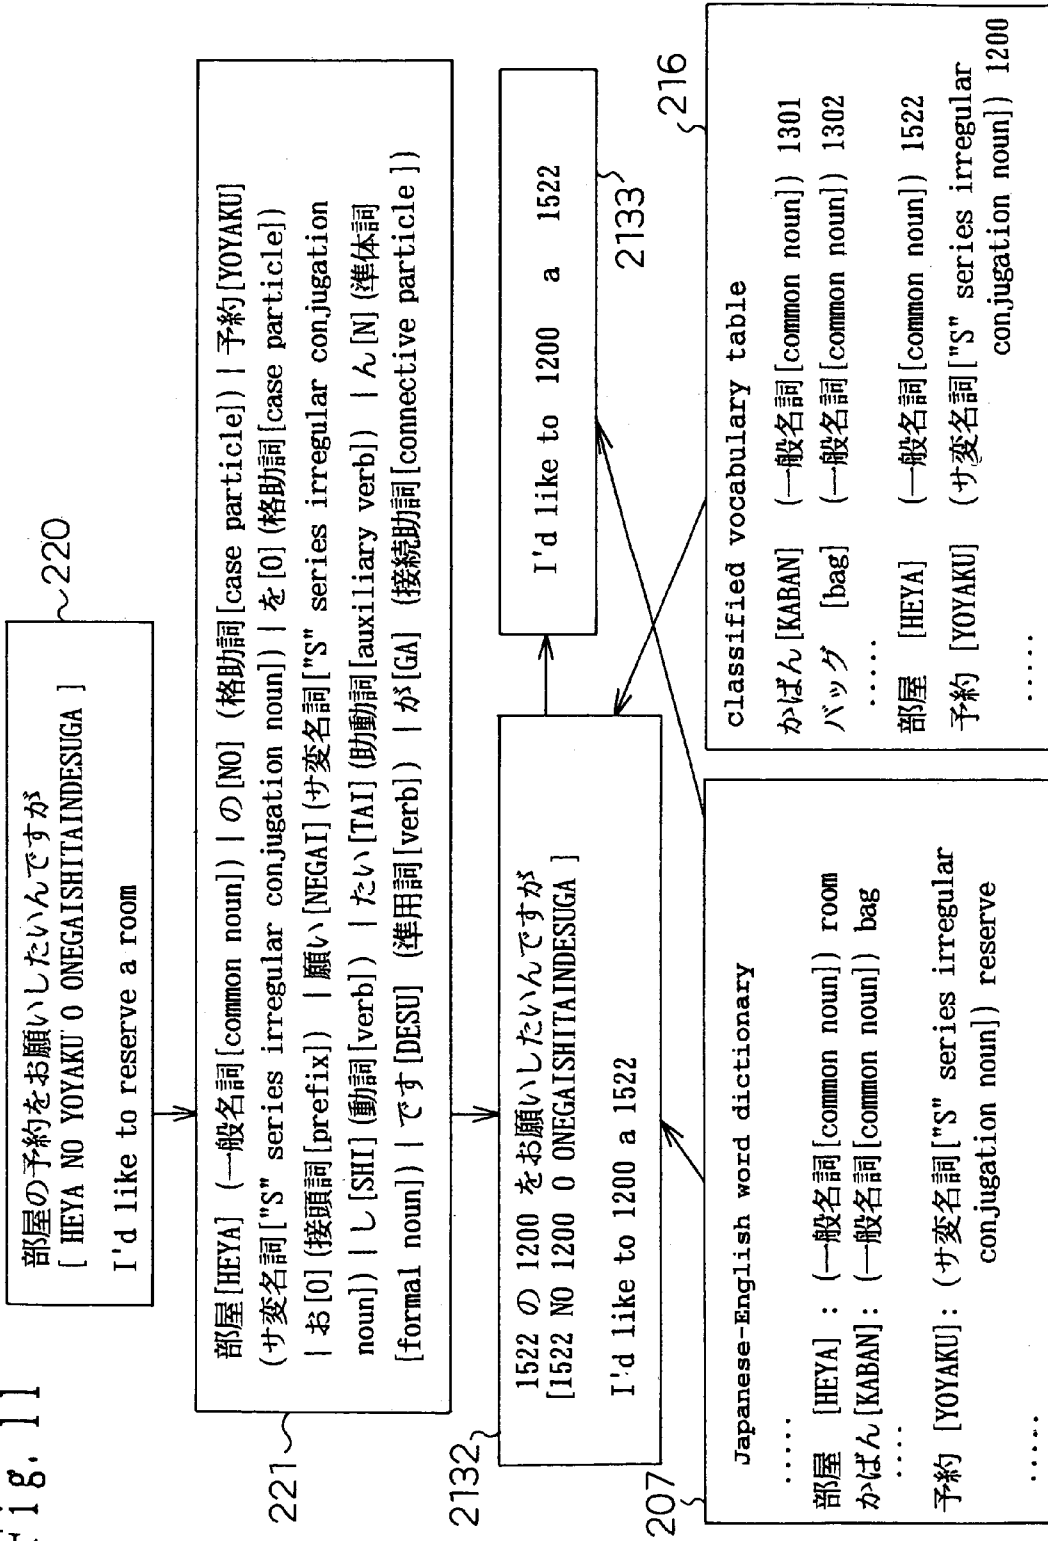 Fig. 11
部屋の予約をお願いしたいんですが
[ HEYA NO YOYAKU O ONEGAISHITAINDESUGA ]
I'd like to reserve a room
220
部屋[HEYA] (一般名詞[common noun]) | の[NO] (格助詞[case particle]) | 予約[YOYAKU]
(サ変名詞["S" series irregular conjugation noun]) | を[O](格助詞[case particle])
| お[O](接頭詞[prefix]) | 願い[NEGAI](サ変名詞["S" series irregular conjugation
noun]) | し[SHI](動詞[verb]) | たい[TAI](助動詞[auxiliary verb]) | ん[N](準体詞
[formal noun]) | です[DESU] (準用詞[verb]) | が[GA] (接続助詞[connective particle ])
221
2132
1522 の 1200 をお願いしたいんですが
[1522 NO 1200 O ONEGAISHITAINDESUGA ]
I'd like to 1200 a 1522
I'd like to 1200 a 1522
2133
207
Japanese-English word dictionary
.....
部屋 [HEYA] : (一般名詞[common noun]) room
かばん[KABAN]: (一般名詞[common noun]) bag
....
予約 [YOYAKU]: (サ変名詞["S" series irregular
conjugation noun]) reserve
.....
216
classified vocabulary table
かばん[KABAN] (一般名詞[common noun]) 1301
バッグ [bag] (一般名詞[common noun]) 1302
.....
部屋 [HEYA] (一般名詞[common noun]) 1522
予約 [YOYAKU] (サ変名詞["S" series irregular
conjugation noun]) 1200
.....